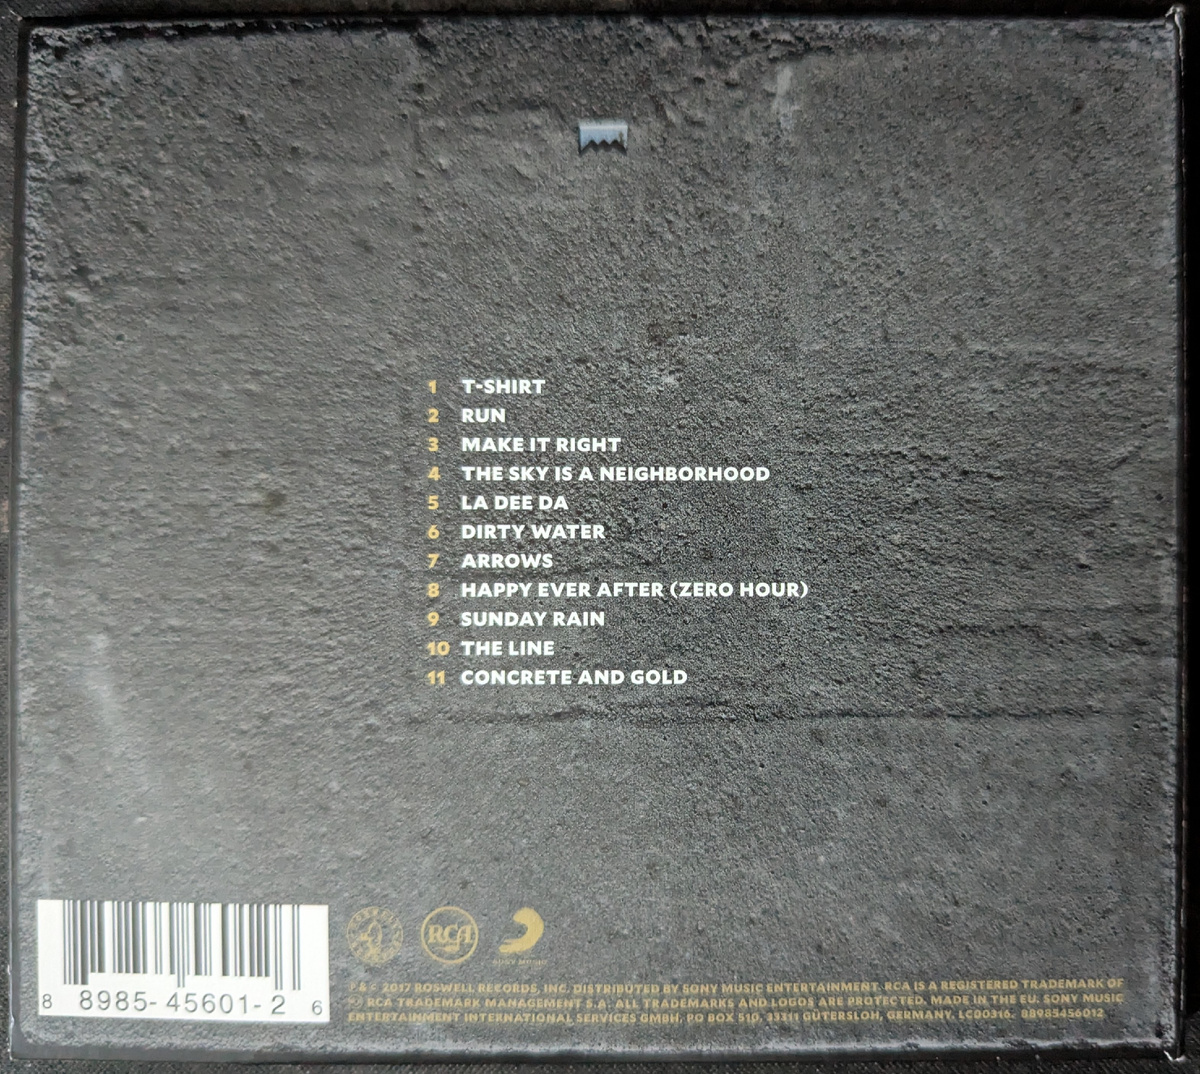 1 T-SHIRT
2 RUN
3 MAKE IT RIGHT
4 THE SKY IS A NEIGHBORHOOD
5 LA DEE DA
6 DIRTY WATER
7 ARROWS
8 HAPPY EVER AFTER (ZERO HOUR)
9 SUNDAY RAIN
10 THE LINE
11 CONCRETE AND GOLD
8 8985-45601-2 6
RCA
℗ & © 2017 ROSWELL RECORDS, INC. DISTRIBUTED BY SONY MUSIC ENTERTAINMENT. RCA IS A REGISTERED TRADEMARK OF
RCA TRADEMARK MANAGEMENT S.A. ALL TRADEMARKS AND LOGOS ARE PROTECTED. MADE IN THE EU. SONY MUSIC
ENTERTAINMENT INTERNATIONAL SERVICES GMBH, PO BOX 510, 33311 GUTERSLOH, GERMANY. LC00316. 88985456012